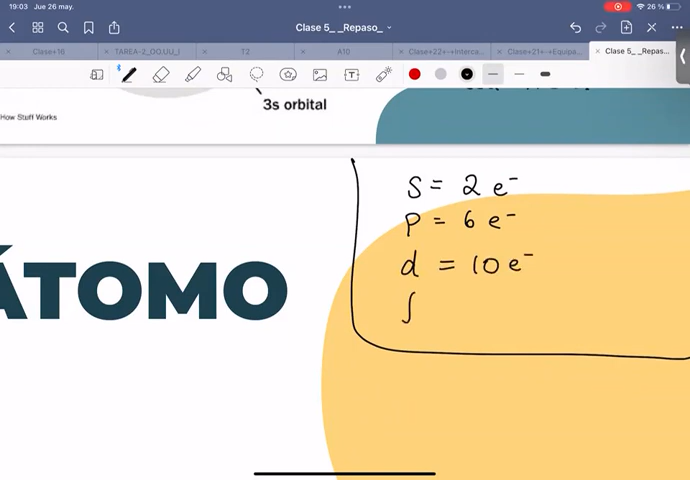 19:03 Jue 26 may.
26 %
Clase 5_ _Repaso_
Clase+16
TAREA-2_OO.UU_I
T2
A10
Clase+22+-+Interca...
Clase+21+-+Equipa...
Clase 5_ _Repas...
3s orbital
How Stuff Works
s = 2 e⁻
p = 6 e⁻
d = 10 e⁻
f
ÁTOMO